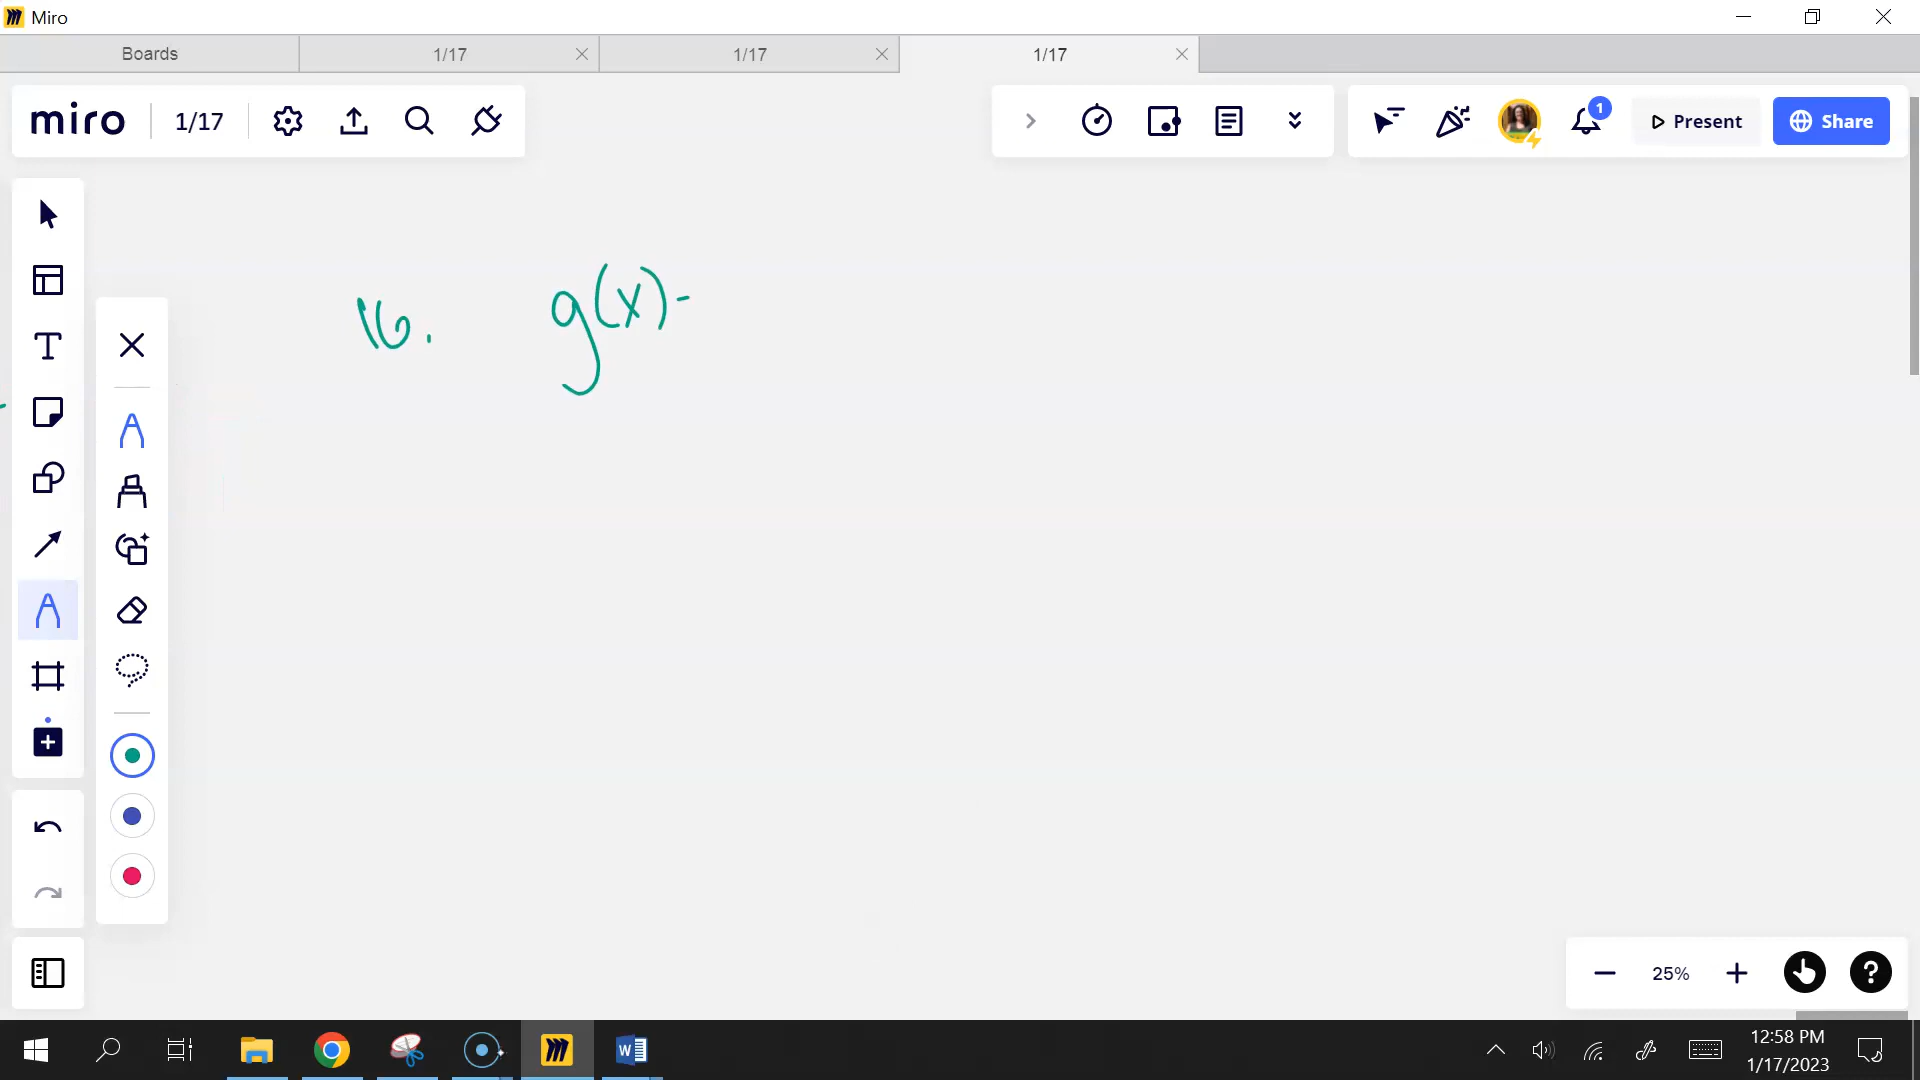 Miro
Boards 1/17 1/17 1/17
miro 1/17 1 Present Share
16. g(x)-
25% ?
12:58 PM
1/17/2023